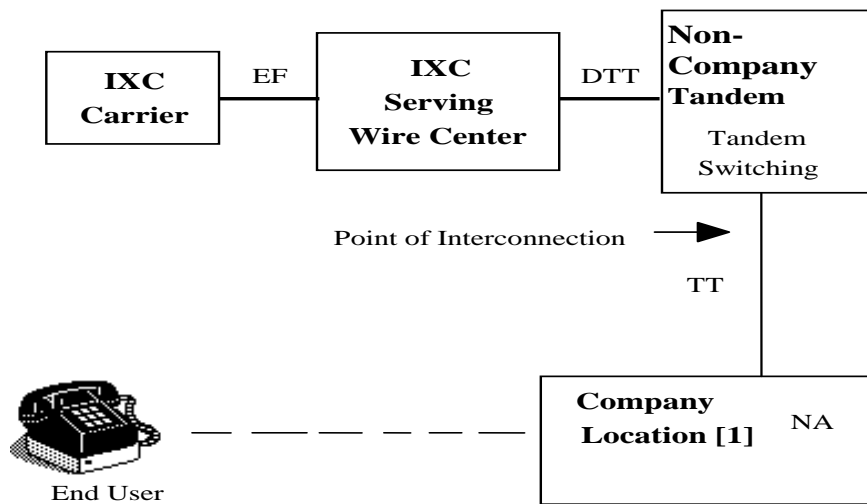 IXC
Carrier
EF
IXC
Serving
Wire Center
DTT
Non-
Company
Tandem
Tandem
Switching
Point of Interconnection
TT
Company
Location [1]
NA
End User